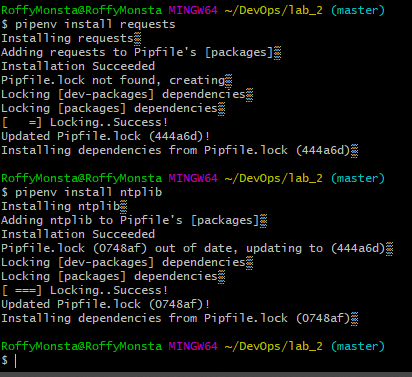 RoffyMonsta@RoffyMonsta MINGW64 ~/DevOps/lab_2 (master)
$ pipenv install requests
Installing requests▒
Adding requests to Pipfile's [packages]▒
Installation Succeeded
Pipfile.lock not found, creating▒
Locking [dev-packages] dependencies▒
Locking [packages] dependencies▒
[   =] Locking..Success!
Updated Pipfile.lock (444a6d)!
Installing dependencies from Pipfile.lock (444a6d)▒
RoffyMonsta@RoffyMonsta MINGW64 ~/DevOps/lab_2 (master)
$ pipenv install ntplib
Installing ntplib▒
Adding ntplib to Pipfile's [packages]▒
Installation Succeeded
Pipfile.lock (0748af) out of date, updating to (444a6d)▒
Locking [dev-packages] dependencies▒
Locking [packages] dependencies▒
[ ===] Locking..Success!
Updated Pipfile.lock (0748af)!
Installing dependencies from Pipfile.lock (0748af)▒
RoffyMonsta@RoffyMonsta MINGW64 ~/DevOps/lab_2 (master)
$